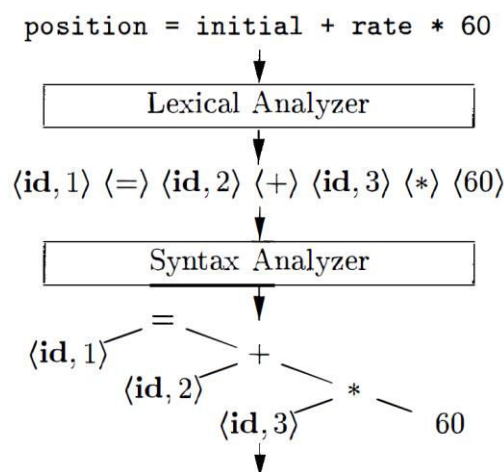 position = initial + rate * 60
Lexical Analyzer
⟨id, 1⟩ ⟨=⟩ ⟨id, 2⟩ ⟨+⟩ ⟨id, 3⟩ ⟨*⟩ ⟨60⟩
Syntax Analyzer
=
⟨id, 1⟩
+
⟨id, 2⟩
*
⟨id, 3⟩
60